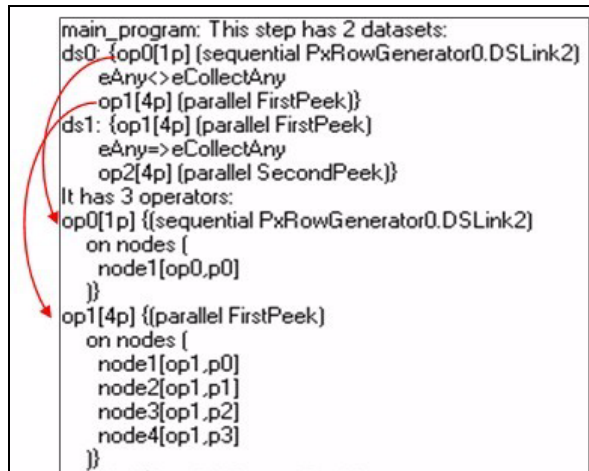 main_program: This step has 2 datasets:
ds0: {op0[1p] (sequential PxRowGenerator0.DSLink2)
eAny<>eCollectAny
op1[4p] (parallel FirstPeek)}
ds1: {op1[4p] (parallel FirstPeek)
eAny=>eCollectAny
op2[4p] (parallel SecondPeek)}
It has 3 operators:
op0[1p] {(sequential PxRowGenerator0.DSLink2)
on nodes (
node1[op0,p0]
)}
op1[4p] {(parallel FirstPeek)
on nodes (
node1[op1,p0]
node2[op1,p1]
node3[op1,p2]
node4[op1,p3]
)}